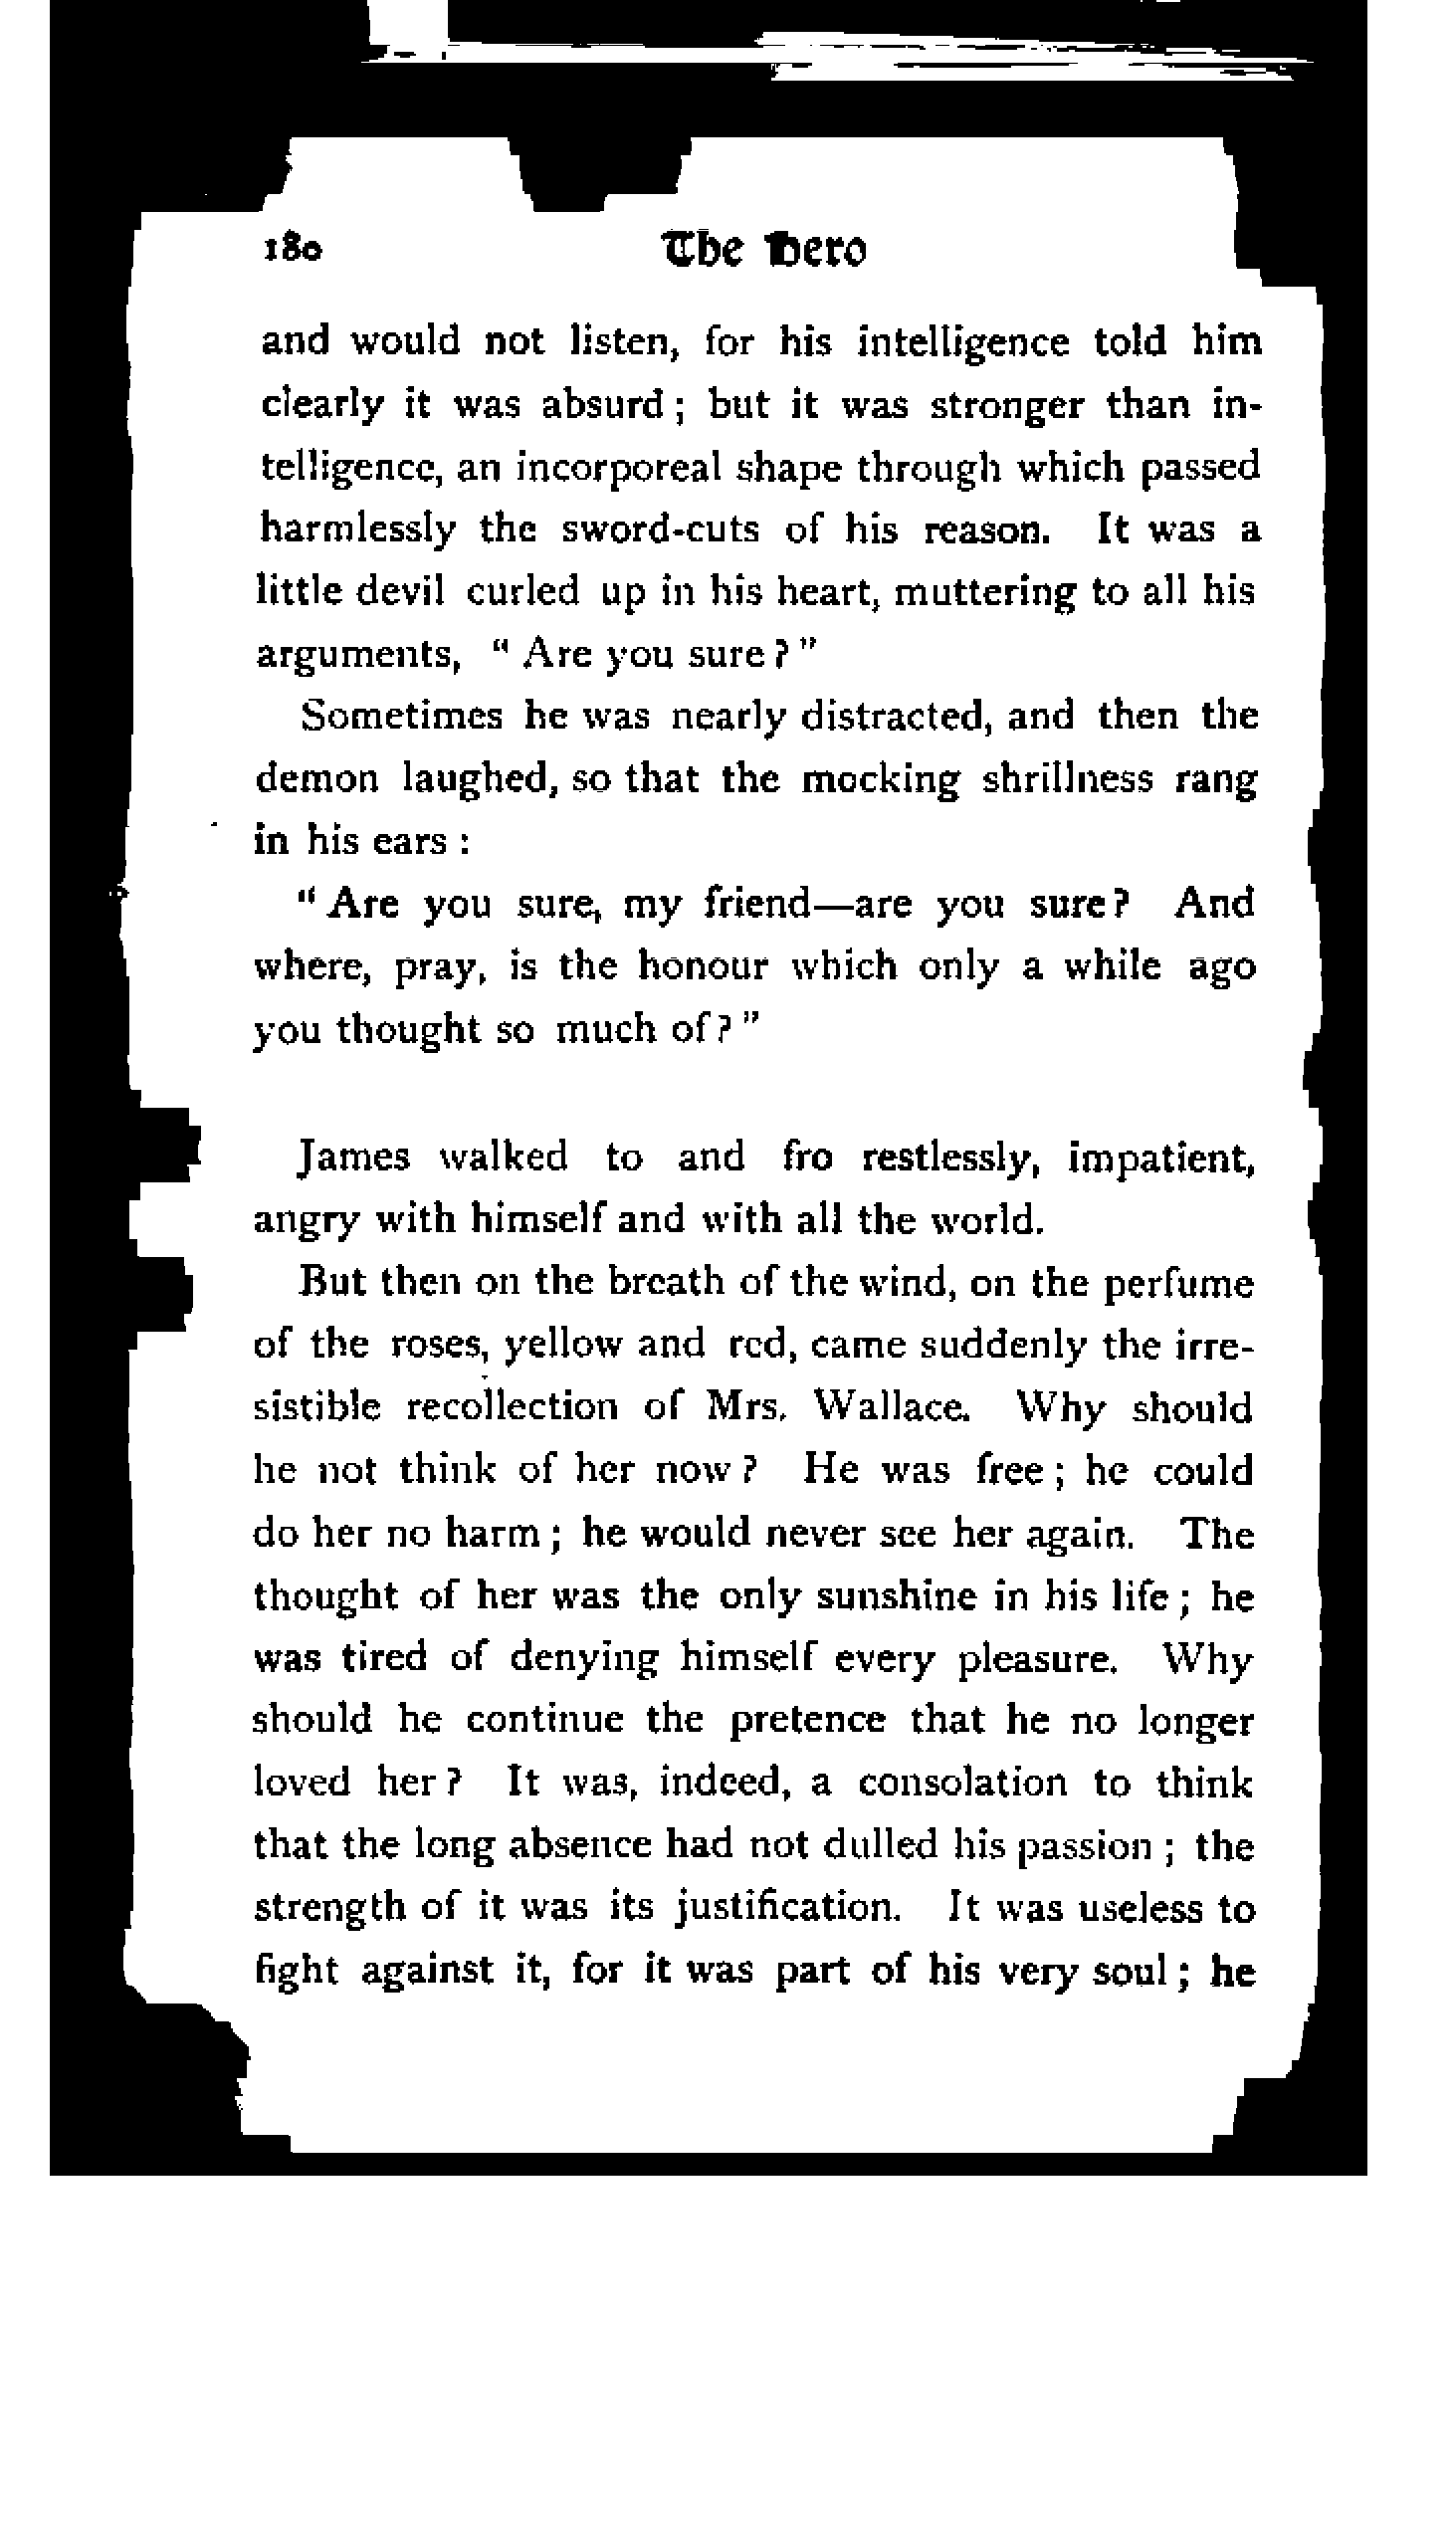 180 The Hero
and would not listen, for his intelligence told him
clearly it was absurd; but it was stronger than in-
telligence, an incorporeal shape through which passed
harmlessly the sword-cuts of his reason. It was a
little devil curled up in his heart, muttering to all his
arguments, "Are you sure?"
Sometimes he was nearly distracted, and then the
demon laughed, so that the mocking shrillness rang
in his ears:
"Are you sure, my friend—are you sure? And
where, pray, is the honour which only a while ago
you thought so much of?"
James walked to and fro restlessly, impatient,
angry with himself and with all the world.
But then on the breath of the wind, on the perfume
of the roses, yellow and red, came suddenly the irre-
sistible recollection of Mrs. Wallace. Why should
he not think of her now? He was free; he could
do her no harm; he would never see her again. The
thought of her was the only sunshine in his life; he
was tired of denying himself every pleasure. Why
should he continue the pretence that he no longer
loved her? It was, indeed, a consolation to think
that the long absence had not dulled his passion; the
strength of it was its justification. It was useless to
fight against it, for it was part of his very soul; he